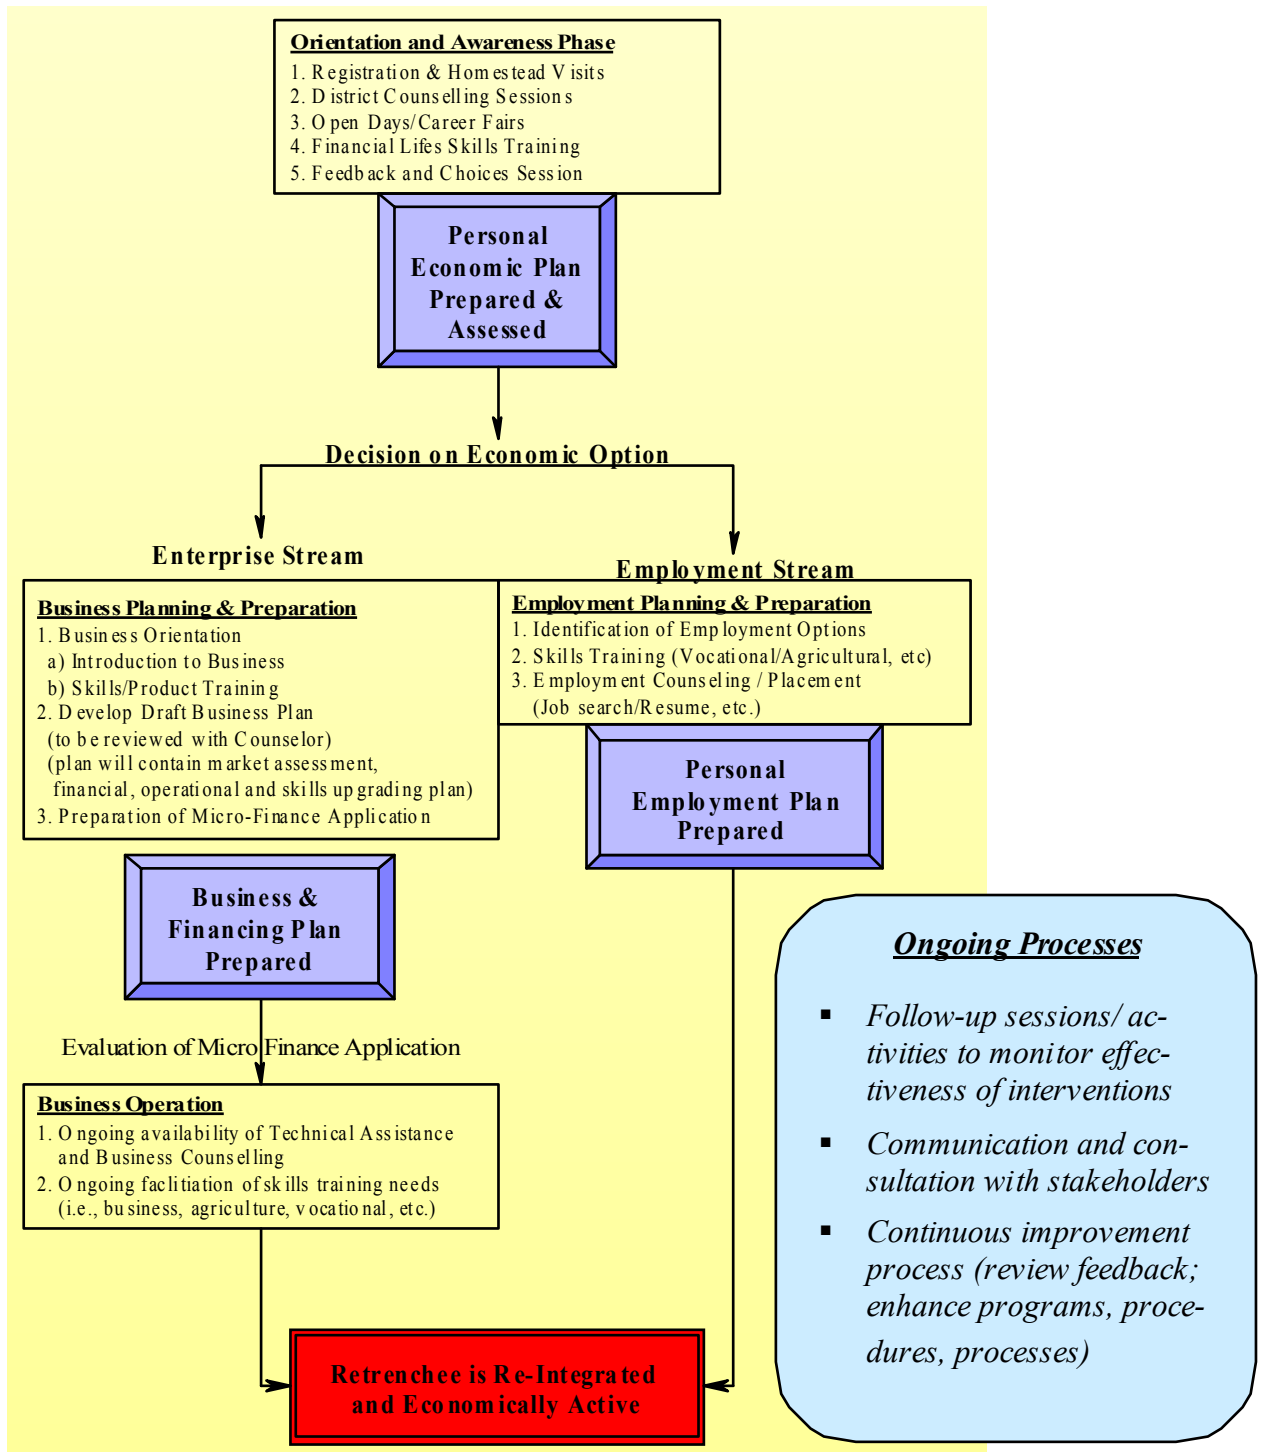 Orientation and Awareness Phase
1. Registration & Homestead Visits
2. District Counselling Sessions
3. Open Days/Career Fairs
4. Financial Lifes Skills Training
5. Feedback and Choices Session
Personal
Economic Plan
Prepared &
Assessed
Decision on Economic Option
Enterprise Stream
Business Planning & Preparation
1. Business Orientation
a) Introduction to Business
b) Skills/Product Training
2. Develop Draft Business Plan
(to be reviewed with Counselor)
(plan will contain market assessment,
financial, operational and skills upgrading plan)
3. Preparation of Micro-Finance Application
Employment Stream
Employment Planning & Preparation
1. Identification of Employment Options
2. Skills Training (Vocational/Agricultural, etc)
3. Employment Counseling / Placement
(Job search/Resume, etc.)
Personal
Employment Plan
Prepared
Business &
Financing Plan
Prepared
Evaluation of Micro Finance Application
Business Operation
1. Ongoing availability of Technical Assistance
and Business Counselling
2. Ongoing faclitiation of skills training needs
(i.e., business, agriculture, vocational, etc.)
Retrenchee is Re-Integrated
and Economically Active
Ongoing Processes
▪ Follow-up sessions/ ac-
tivities to monitor effec-
tiveness of interventions
▪ Communication and con-
sultation with stakeholders
▪ Continuous improvement
process (review feedback;
enhance programs, proce-
dures, processes)